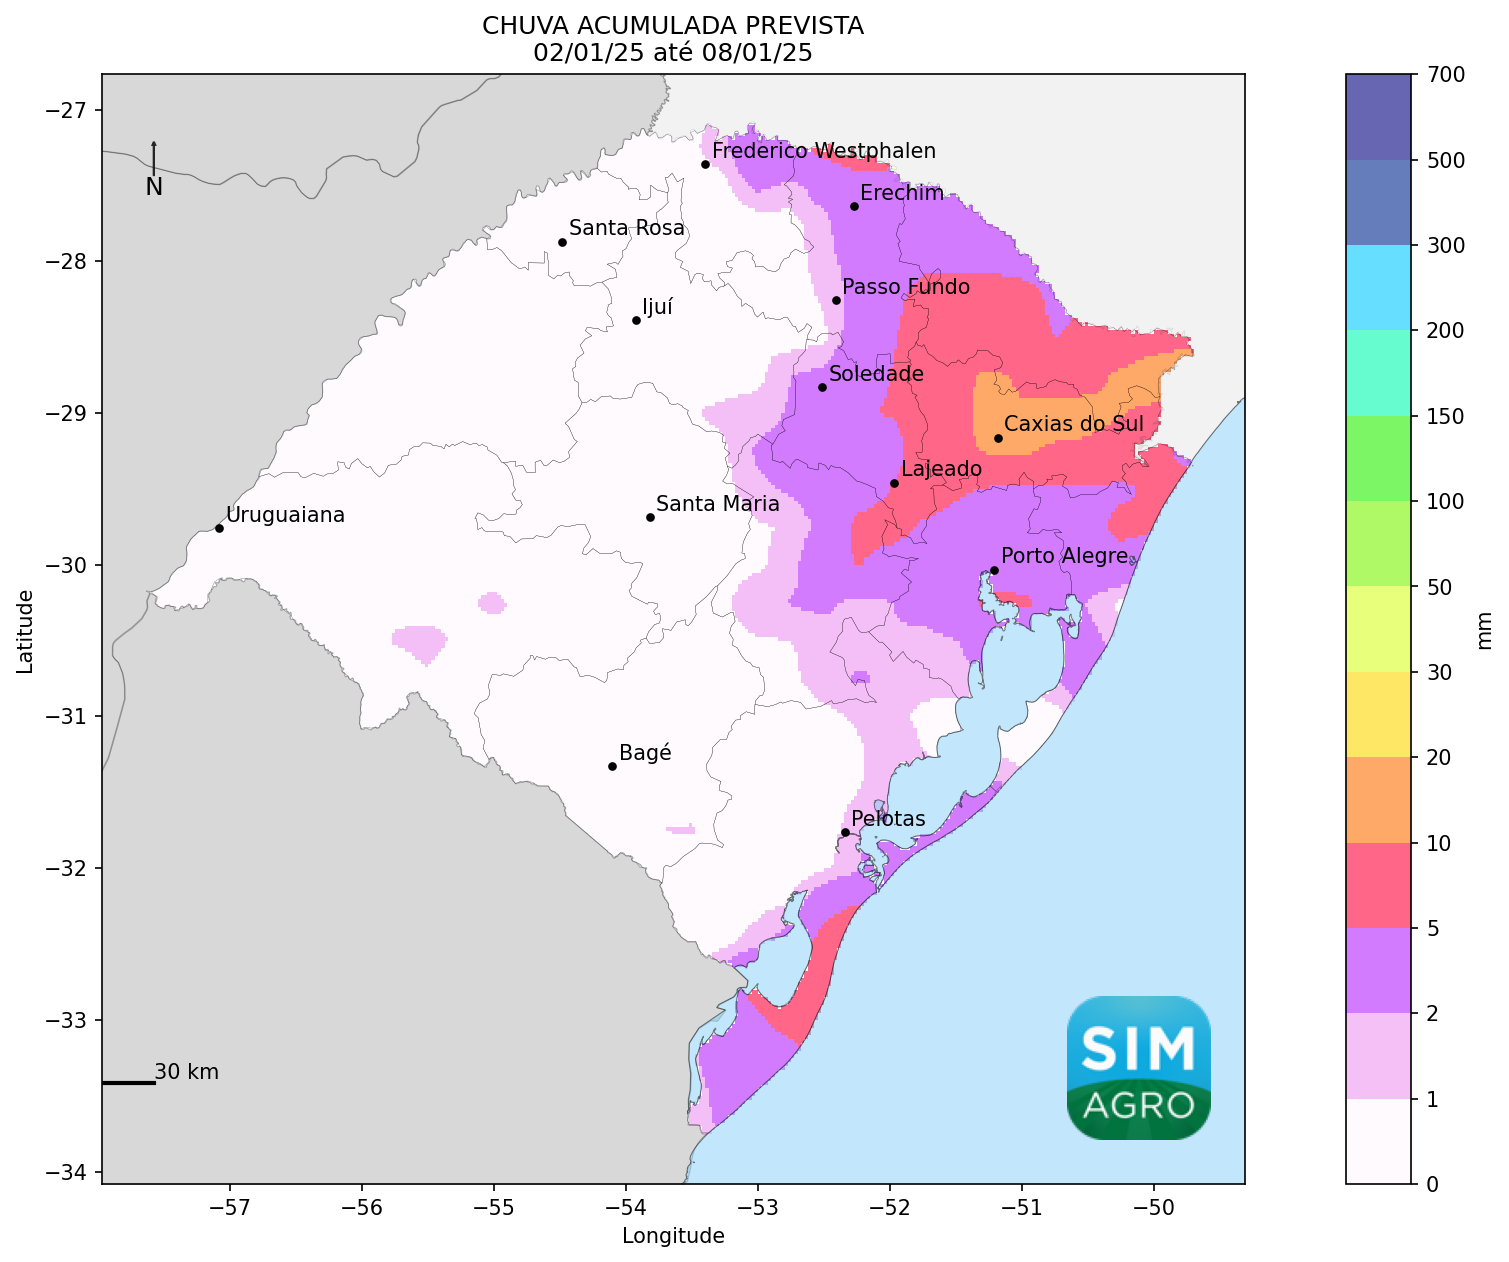 CHUVA ACUMULADA PREVISTA
02/01/25 até 08/01/25
−27
−28
−29
−30
−31
−32
−33
−34
Latitude
N
Frederico Westphalen
Erechim
Santa Rosa
Passo Fundo
Ijuí
Soledade
Caxias do Sul
Lajeado
Santa Maria
Uruguaiana
Porto Alegre
Bagé
Pelotas
30 km
SIM
AGRO
−57
−56
−55
−54
−53
−52
−51
−50
Longitude
700
500
300
200
150
100
50
30
20
10
5
2
1
0
mm